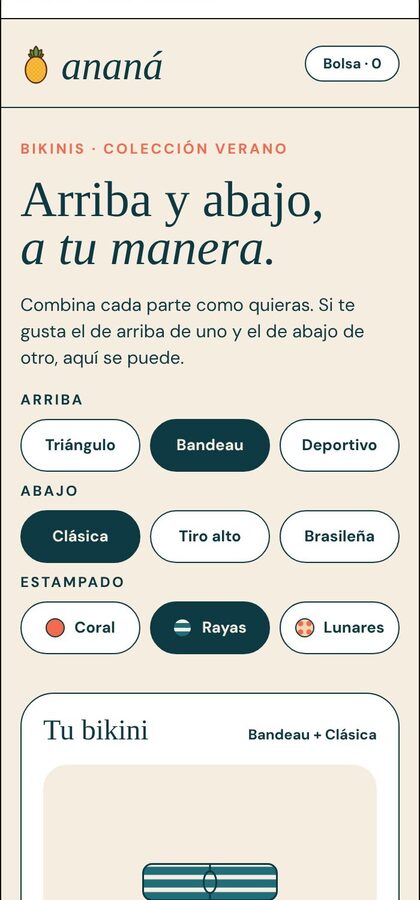 ananá
Bolsa · 0
BIKINIS · COLECCIÓN VERANO
Arriba y abajo,
a tu manera.
Combina cada parte como quieras. Si te
gusta el de arriba de uno y el de abajo de
otro, aquí se puede.
ARRIBA
Triángulo
Bandeau
Deportivo
ABAJO
Clásica
Tiro alto
Brasileña
ESTAMPADO
Coral
Rayas
Lunares
Tu bikini
Bandeau + Clásica